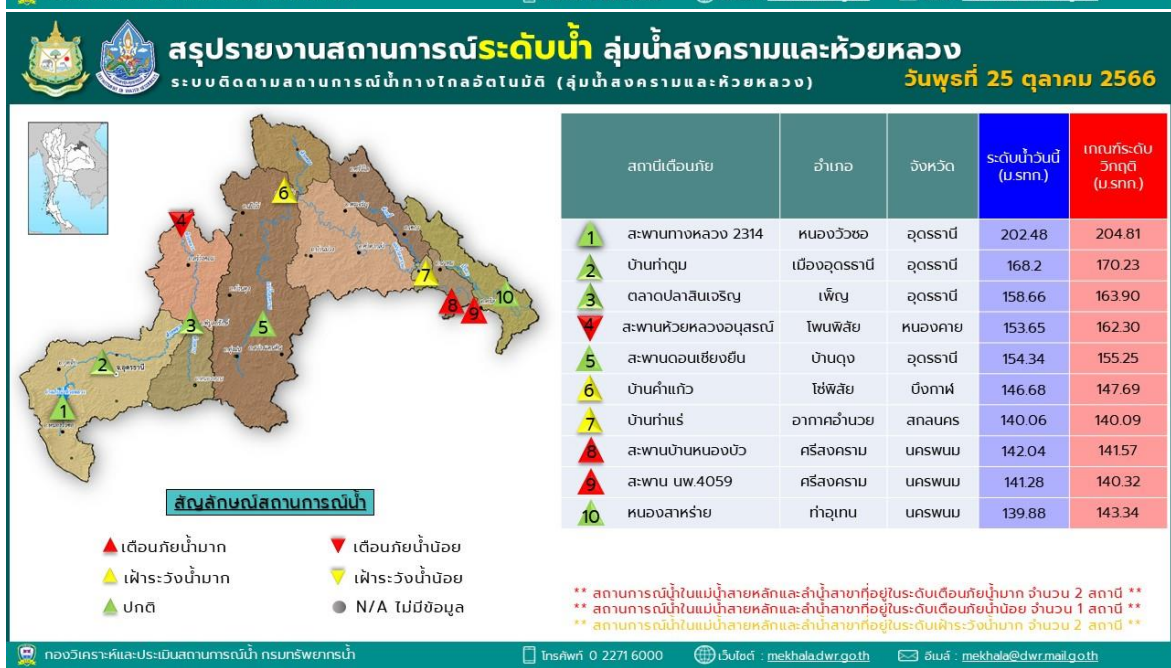 สรุปรายงานสถานการณ์ระดับน้ำ ลุ่มน้ำสงครามและห้วยหลวง
ระบบติดตามสถานการณ์น้ำทางไกลอัตโนมัติ (ลุ่มน้ำสงครามและห้วยหลวง)
วันพุธที่ 25 ตุลาคม 2566
สถานีเตือนภัย อำเภอ จังหวัด ระดับน้ำวันนี้ (ม.รทก.) เกณฑ์ระดับวิกฤติ (ม.รทก.)
1 สะพานทางหลวง 2314 หนองวัวซอ อุดรธานี 202.48 204.81
2 บ้านท่าตูม เมืองอุดรธานี อุดรธานี 168.2 170.23
3 ตลาดปลาสินเจริญ เพ็ญ อุดรธานี 158.66 163.90
4 สะพานห้วยหลวงอนุสรณ์ โพนพิสัย หนองคาย 153.65 162.30
5 สะพานดอนเชียงยืน บ้านดุง อุดรธานี 154.34 155.25
6 บ้านคำแก้ว โซ่พิสัย บึงกาฬ 146.68 147.69
7 บ้านท่าแร่ อากาศอำนวย สกลนคร 140.06 140.09
8 สะพานบ้านหนองบัว ศรีสงคราม นครพนม 142.04 141.57
9 สะพาน นพ.4059 ศรีสงคราม นครพนม 141.28 140.32
10 หนองสาหร่าย ท่าอุเทน นครพนม 139.88 143.34
4
6
7
8
9
10
3
5
2
1
สัญลักษณ์สถานการณ์น้ำ
เตือนภัยน้ำมาก เตือนภัยน้ำน้อย
เฝ้าระวังน้ำมาก เฝ้าระวังน้ำน้อย
ปกติ N/A ไม่มีข้อมูล
** สถานการณ์น้ำในแม่น้ำสายหลักและลำน้ำสาขาที่อยู่ในระดับเตือนภัยน้ำมาก จำนวน 2 สถานี **
** สถานการณ์น้ำในแม่น้ำสายหลักและลำน้ำสาขาที่อยู่ในระดับเตือนภัยน้ำน้อย จำนวน 1 สถานี **
** สถานการณ์น้ำในแม่น้ำสายหลักและลำน้ำสาขาที่อยู่ในระดับเฝ้าระวังน้ำมาก จำนวน 2 สถานี **
กองวิเคราะห์และประเมินสถานการณ์น้ำ กรมทรัพยากรน้ำ โทรศัพท์ 0 2271 6000 เว็บไซต์ : mekhala.dwr.go.th อีเมล์ : mekhala@dwr.mail.go.th